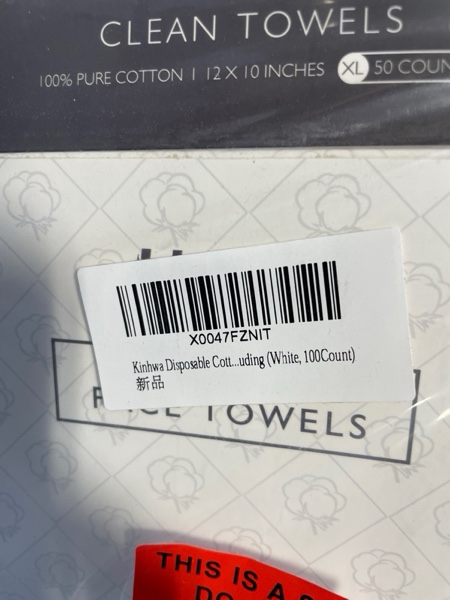 CLEAN TOWELS
100% PURE COTTON | 12 X 10 INCHES XL 50 COUN
X0047FZNIT
Kinhwa Disposable Cott...uding (White, 100Count)
新品
TOWELS
THIS IS A